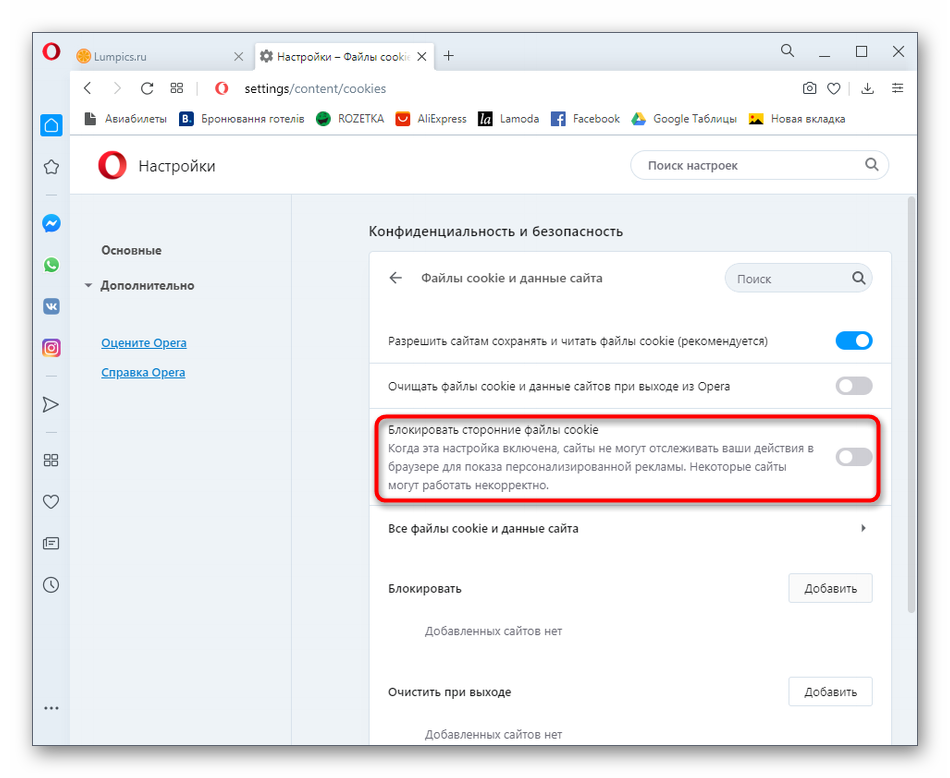 Lumpics.ru
Настройки – Файлы cookie
settings/content/cookies
Авиабилеты
B. Бронювання готелів
ROZETKA
AliExpress
la Lamoda
Facebook
Google Таблицы
Новая вкладка
Настройки
Поиск настроек
Основные
Дополнительно
Оцените Opera
Справка Opera
Конфиденциальность и безопасность
Файлы cookie и данные сайта
Поиск
Разрешить сайтам сохранять и читать файлы cookie (рекомендуется)
Очищать файлы cookie и данные сайтов при выходе из Opera
Блокировать сторонние файлы cookie
Когда эта настройка включена, сайты не могут отслеживать ваши действия в
браузере для показа персонализированной рекламы. Некоторые сайты
могут работать некорректно.
Все файлы cookie и данные сайта
Блокировать
Добавить
Добавленных сайтов нет
Очистить при выходе
Добавить
Добавленных сайтов нет